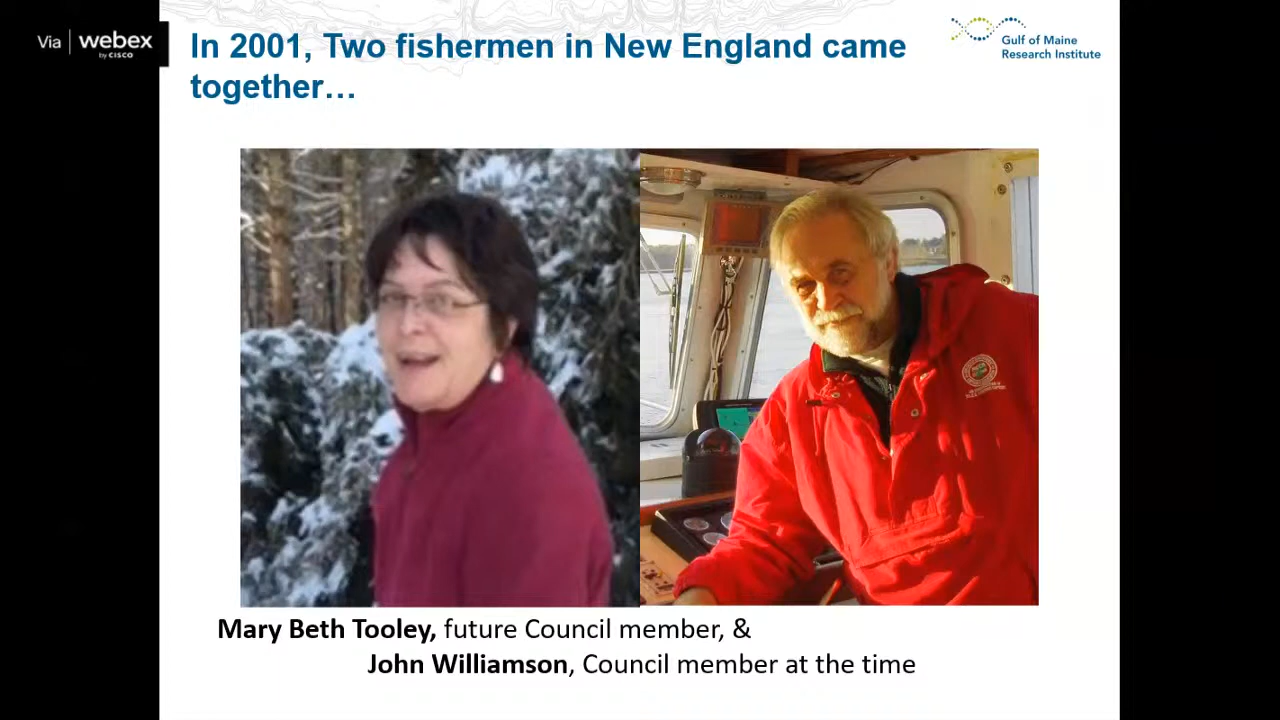 Via | webex
by CISCO
In 2001, Two fishermen in New England came
together…
Gulf of Maine
Research Institute
Mary Beth Tooley, future Council member, &
John Williamson, Council member at the time